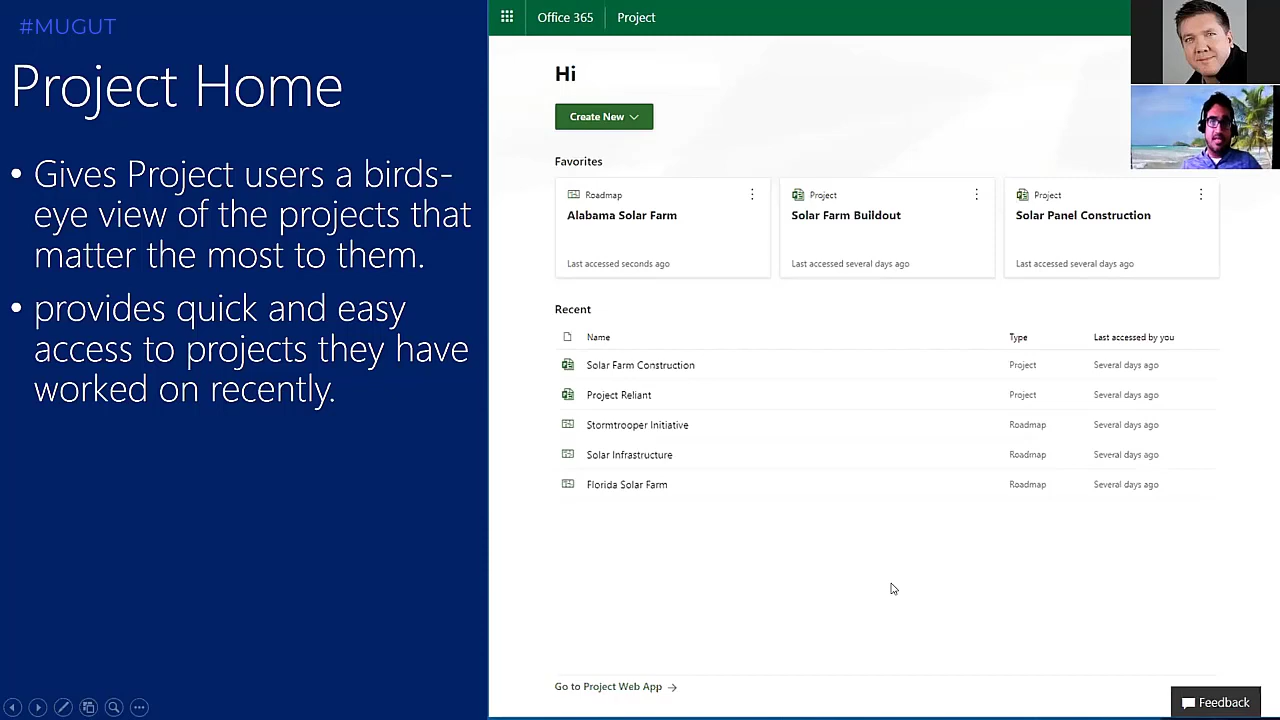 #MUGUT
Project Home
• Gives Project users a birds-
eye view of the projects that
matter the most to them.
• provides quick and easy
access to projects they have
worked on recently.
Office 365 Project
Hi
Create New
Favorites
Roadmap
Alabama Solar Farm
Last accessed seconds ago
Project
Solar Farm Buildout
Last accessed several days ago
Project
Solar Panel Construction
Last accessed several days ago
Recent
Name Type Last accessed by you
Solar Farm Construction Project Several days ago
Project Reliant Project Several days ago
Stormtrooper Initiative Roadmap Several days ago
Solar Infrastructure Roadmap Several days ago
Florida Solar Farm Roadmap Several days ago
Go to Project Web App →
Feedback